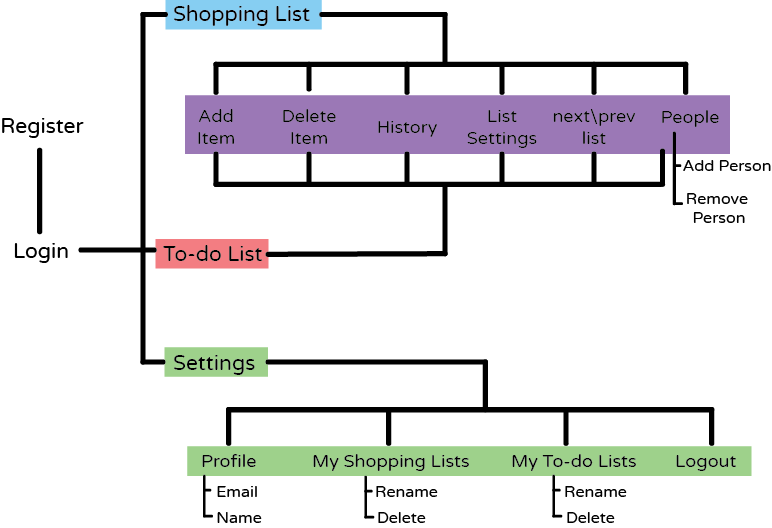 Shopping List
Add
Item
Delete
Item
History
List
Settings
next\prev
list
People
Add Person
Remove
Person
Register
Login
To-do List
Settings
Profile
My Shopping Lists
My To-do Lists
Logout
Email
Name
Rename
Delete
Rename
Delete